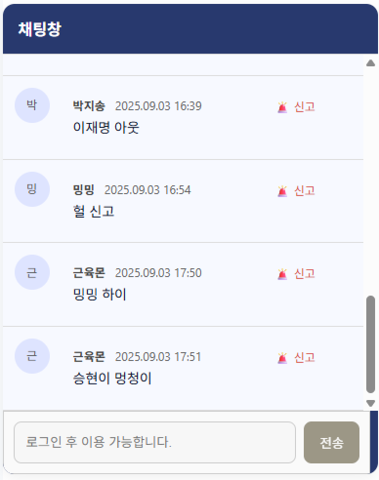 채팅창
박
박지송 2025.09.03 16:39
🚨 신고
이재명 아웃
밍
밍밍 2025.09.03 16:54
🚨 신고
헐 신고
근
근육몬 2025.09.03 17:50
🚨 신고
밍밍 하이
근
근육몬 2025.09.03 17:51
🚨 신고
승현이 멍청이
로그인 후 이용 가능합니다.
전송